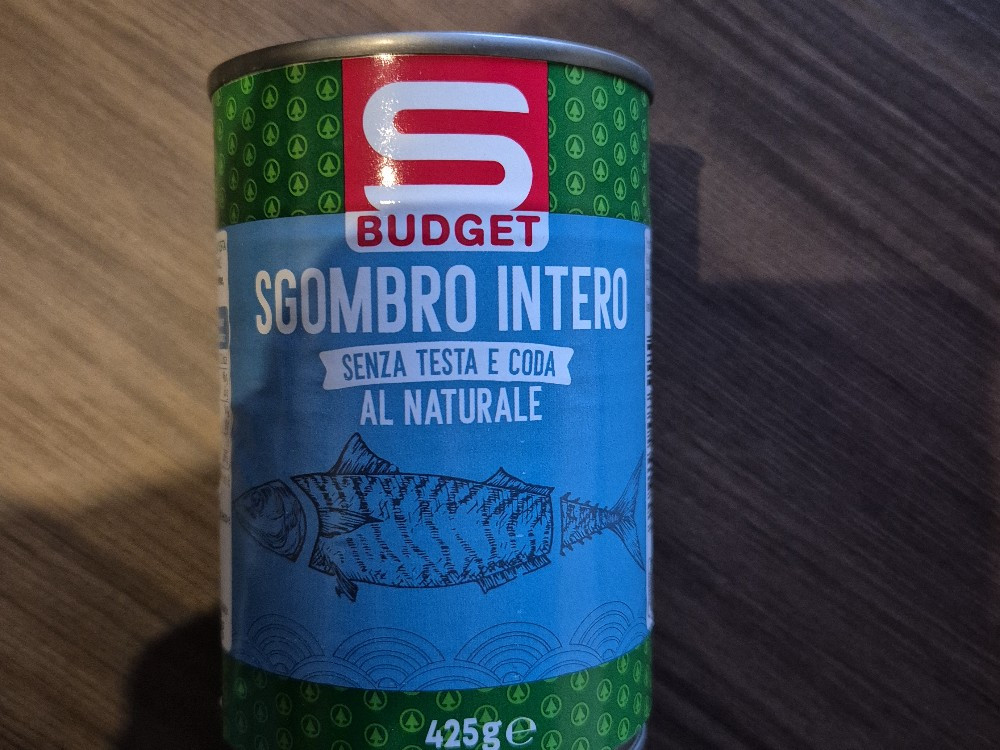 S
BUDGET
SGOMBRO INTERO
SENZA TESTA E CODA
AL NATURALE
425g e